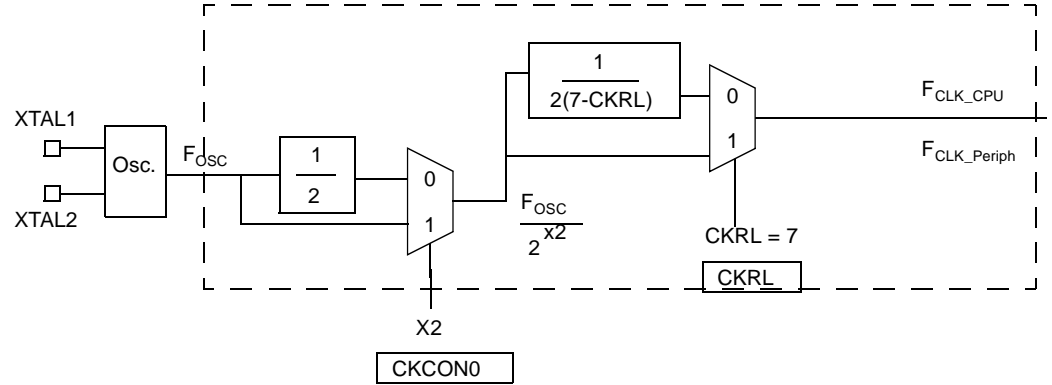 1
2(7-CKRL)
0
1
F_CLK_CPU
F_CLK_Periph
XTAL1
Osc.
XTAL2
F_OSC
1
2
0
1
F_OSC
2^x2
CKRL = 7
CKRL
X2
CKCON0